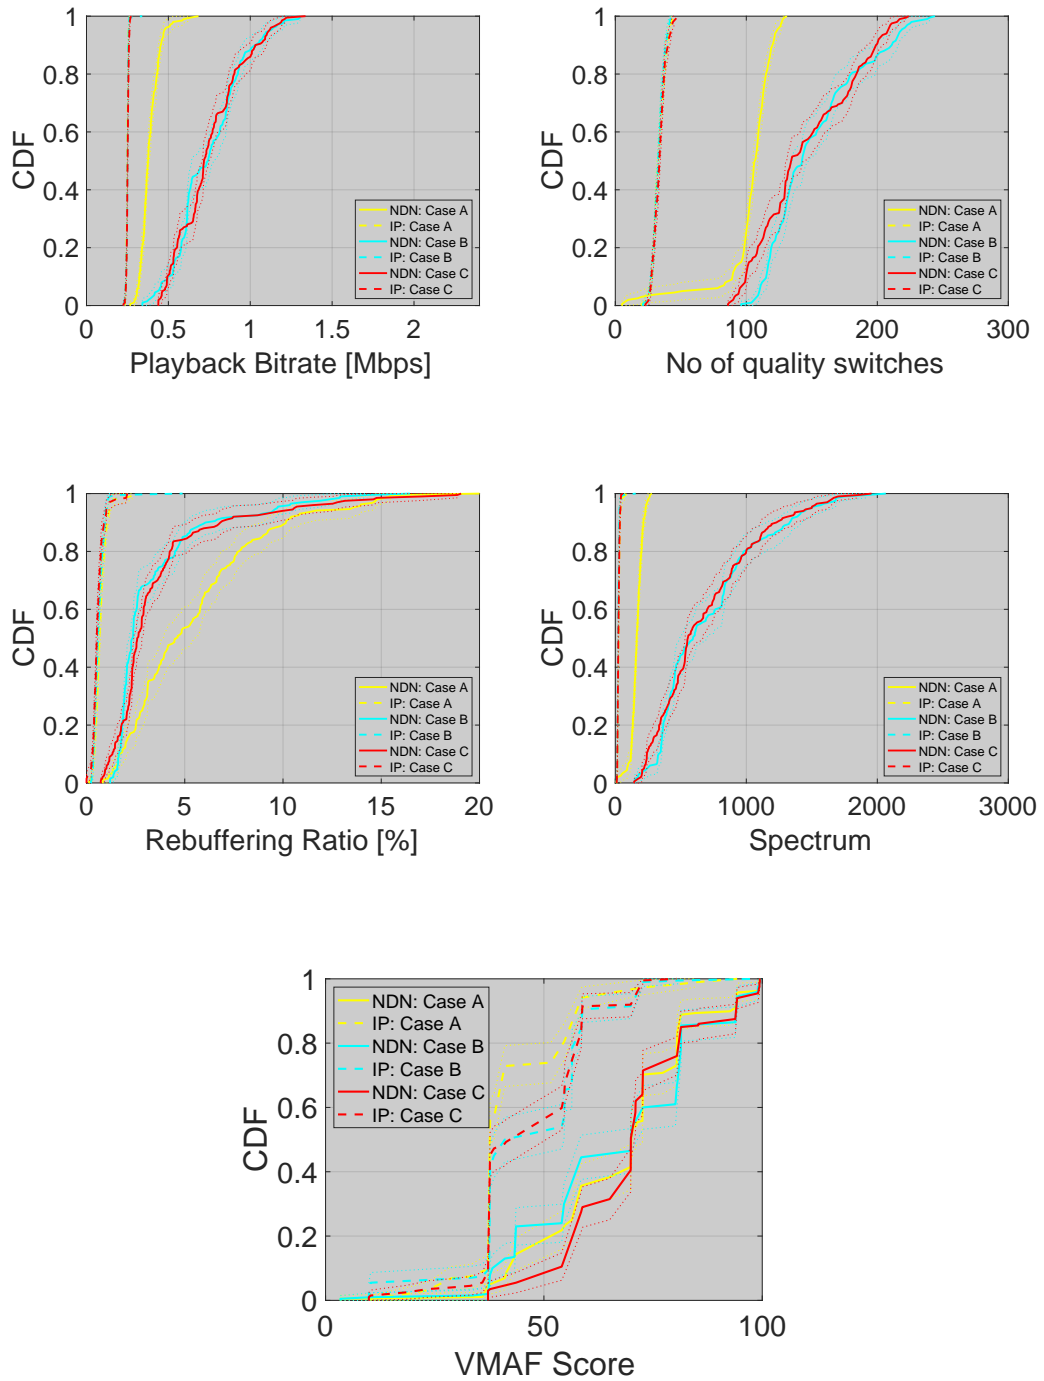 CDF
1
0.8
0.6
0.4
0.2
0
0 0.5 1 1.5 2
Playback Bitrate [Mbps]
NDN: Case A
IP: Case A
NDN: Case B
IP: Case B
NDN: Case C
IP: Case C
CDF
1
0.8
0.6
0.4
0.2
0
0 100 200 300
No of quality switches
NDN: Case A
IP: Case A
NDN: Case B
IP: Case B
NDN: Case C
IP: Case C
CDF
1
0.8
0.6
0.4
0.2
0
0 5 10 15 20
Rebuffering Ratio [%]
NDN: Case A
IP: Case A
NDN: Case B
IP: Case B
NDN: Case C
IP: Case C
CDF
1
0.8
0.6
0.4
0.2
0
0 1000 2000 3000
Spectrum
NDN: Case A
IP: Case A
NDN: Case B
IP: Case B
NDN: Case C
IP: Case C
CDF
1
0.8
0.6
0.4
0.2
0
0 50 100
VMAF Score
NDN: Case A
IP: Case A
NDN: Case B
IP: Case B
NDN: Case C
IP: Case C